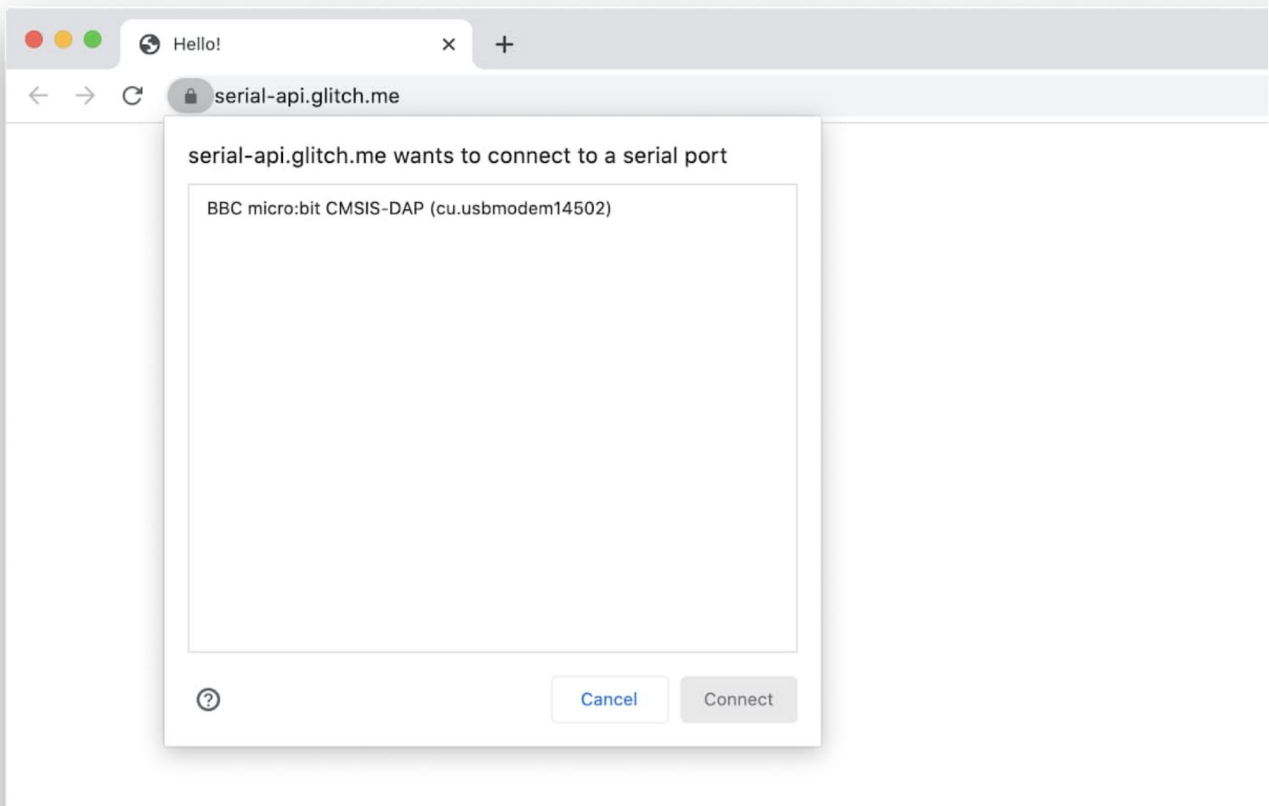 Hello!
serial-api.glitch.me
serial-api.glitch.me wants to connect to a serial port
BBC micro:bit CMSIS-DAP (cu.usbmodem14502)
Cancel
Connect